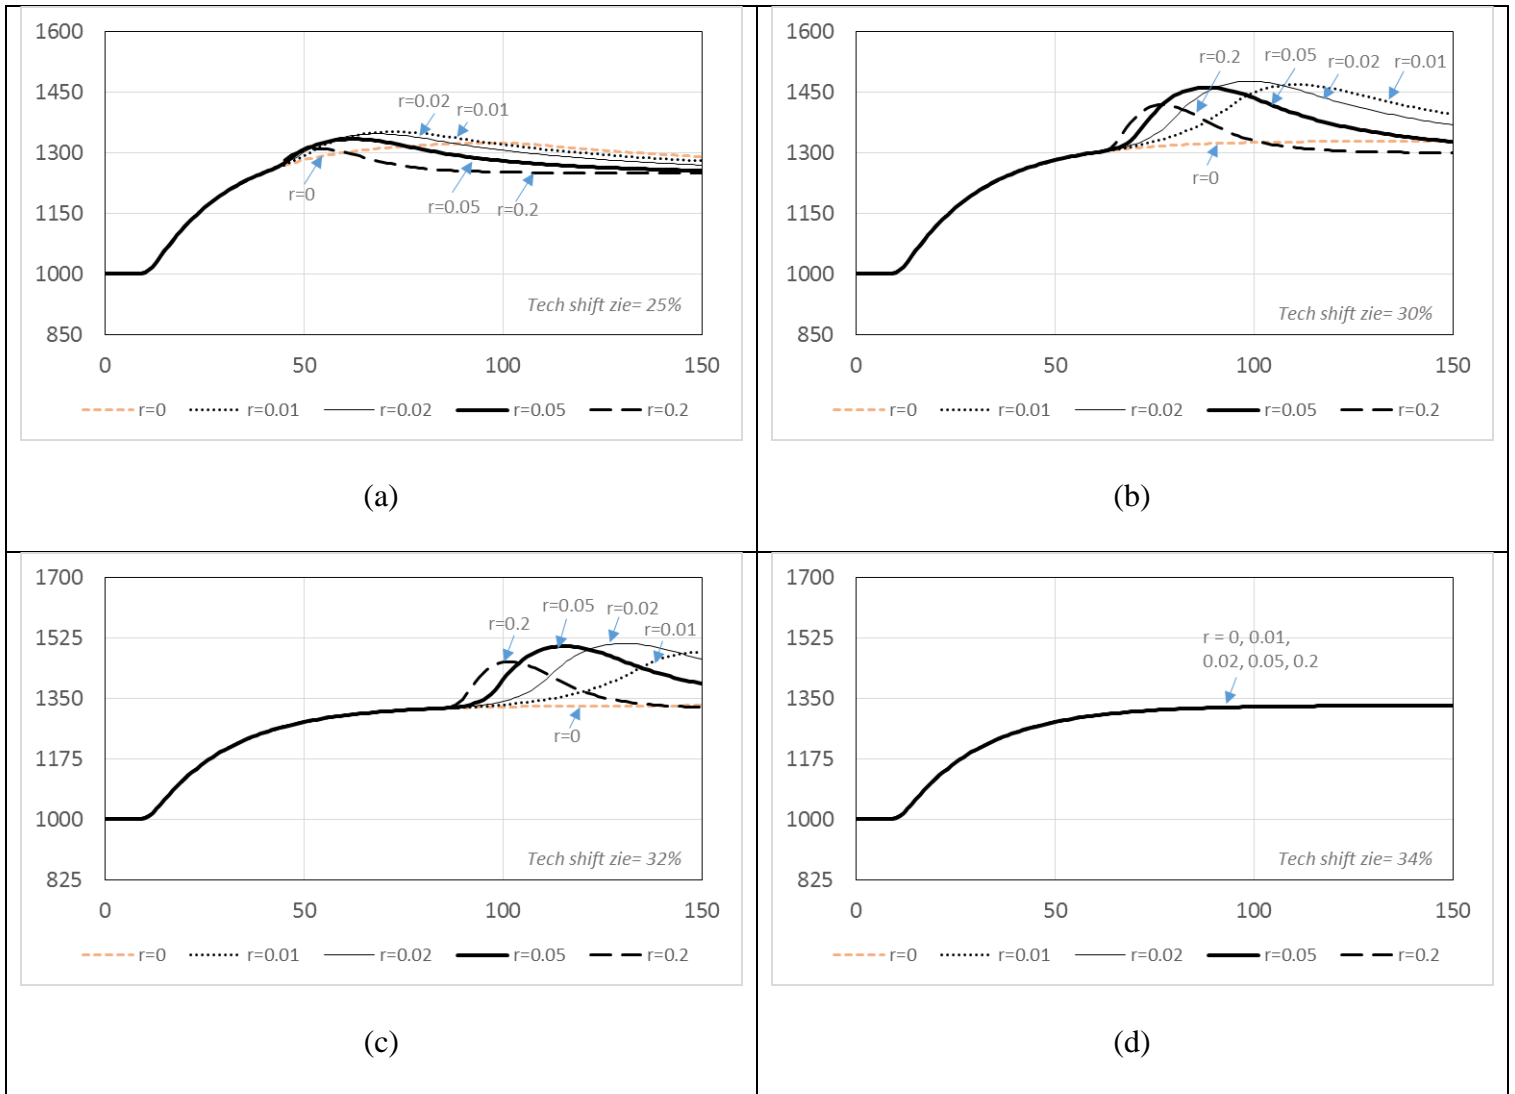 1600
1450
1300
1150
1000
850
0 50 100 150
r=0.02
r=0.01
r=0
r=0.05
r=0.2
Tech shift zie= 25%
r=0 r=0.01 r=0.02 r=0.05 r=0.2
(a)
1600
1450
1300
1150
1000
850
0 50 100 150
r=0.2
r=0.05
r=0.02
r=0.01
r=0
Tech shift zie= 30%
r=0 r=0.01 r=0.02 r=0.05 r=0.2
(b)
1700
1525
1350
1175
1000
825
0 50 100 150
r=0.2
r=0.05
r=0.02
r=0.01
r=0
Tech shift zie= 32%
r=0 r=0.01 r=0.02 r=0.05 r=0.2
(c)
1700
1525
1350
1175
1000
825
0 50 100 150
r = 0, 0.01,
0.02, 0.05, 0.2
Tech shift zie= 34%
r=0 r=0.01 r=0.02 r=0.05 r=0.2
(d)